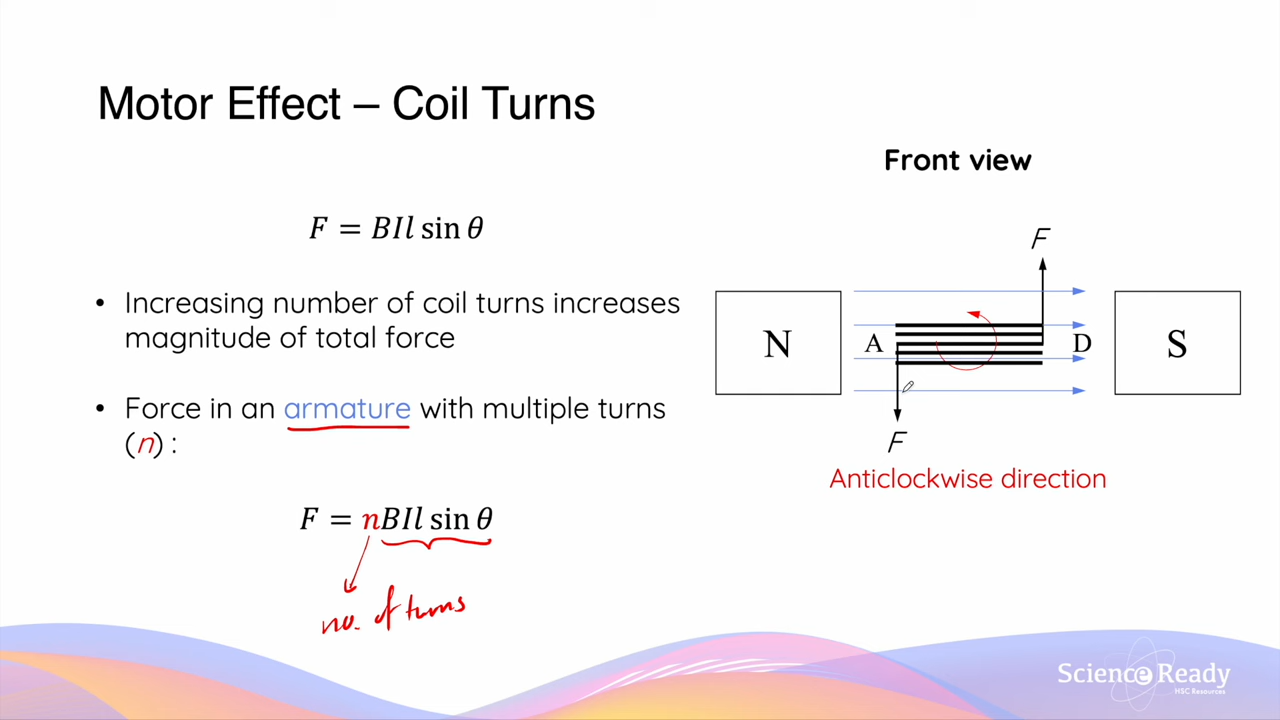 Motor Effect – Coil Turns
Front view
F = BIl sin θ
• Increasing number of coil turns increases
magnitude of total force
• Force in an armature with multiple turns
(n) :
F = nBIl sin θ
no. of turns
F
N
A
D
S
F
Anticlockwise direction
Science Ready
HSC Resources